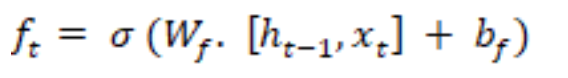 f_t = σ (W_f. [h_{t−1}, x_t] + b_f)